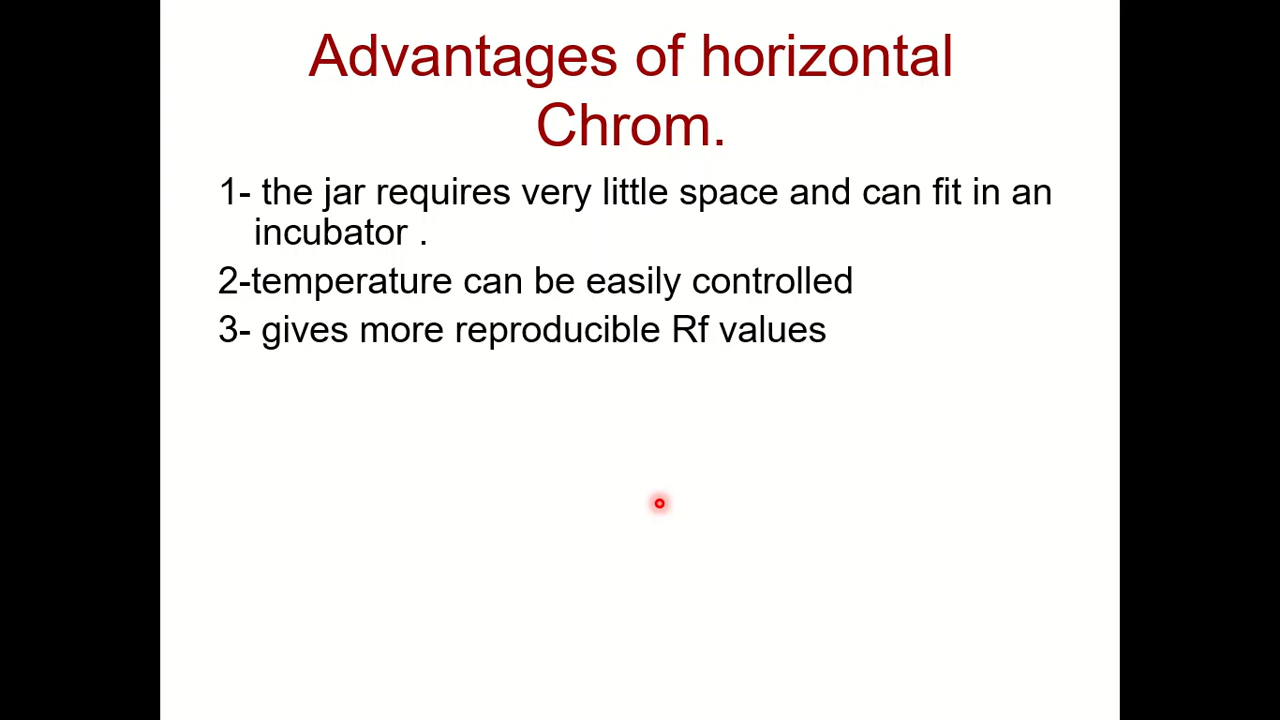 Advantages of horizontal
Chrom.
1- the jar requires very little space and can fit in an
incubator .
2-temperature can be easily controlled
3- gives more reproducible Rf values